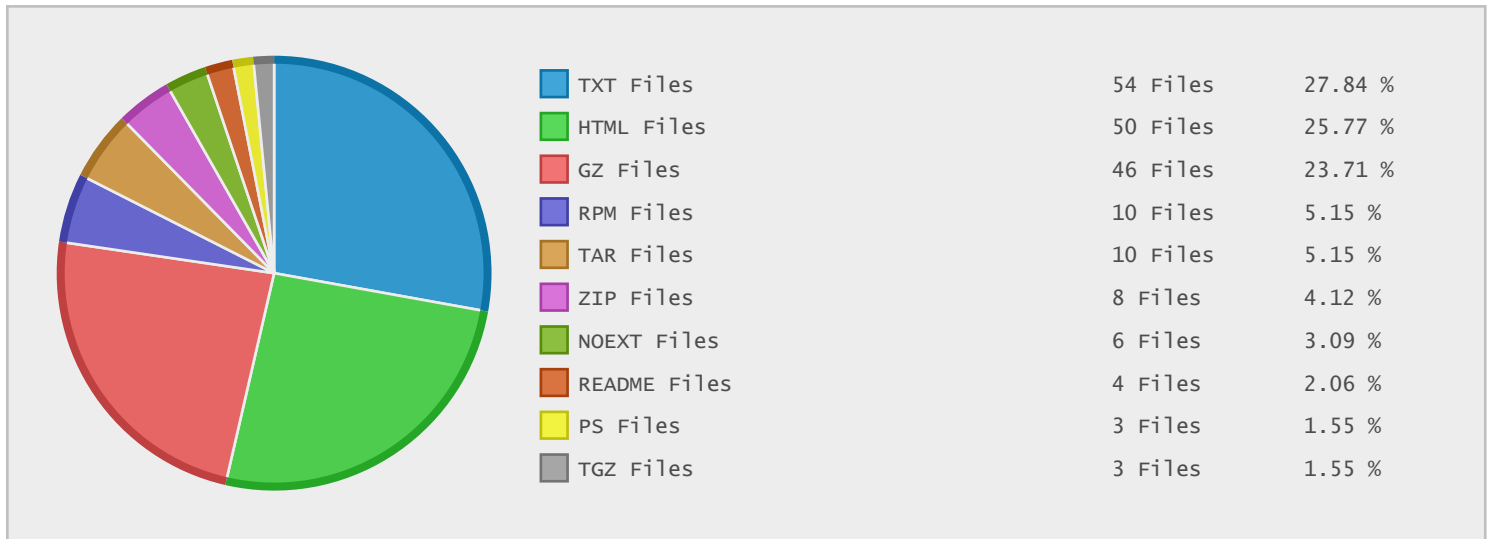 TXT Files 54 Files 27.84 %
HTML Files 50 Files 25.77 %
GZ Files 46 Files 23.71 %
RPM Files 10 Files 5.15 %
TAR Files 10 Files 5.15 %
ZIP Files 8 Files 4.12 %
NOEXT Files 6 Files 3.09 %
README Files 4 Files 2.06 %
PS Files 3 Files 1.55 %
TGZ Files 3 Files 1.55 %